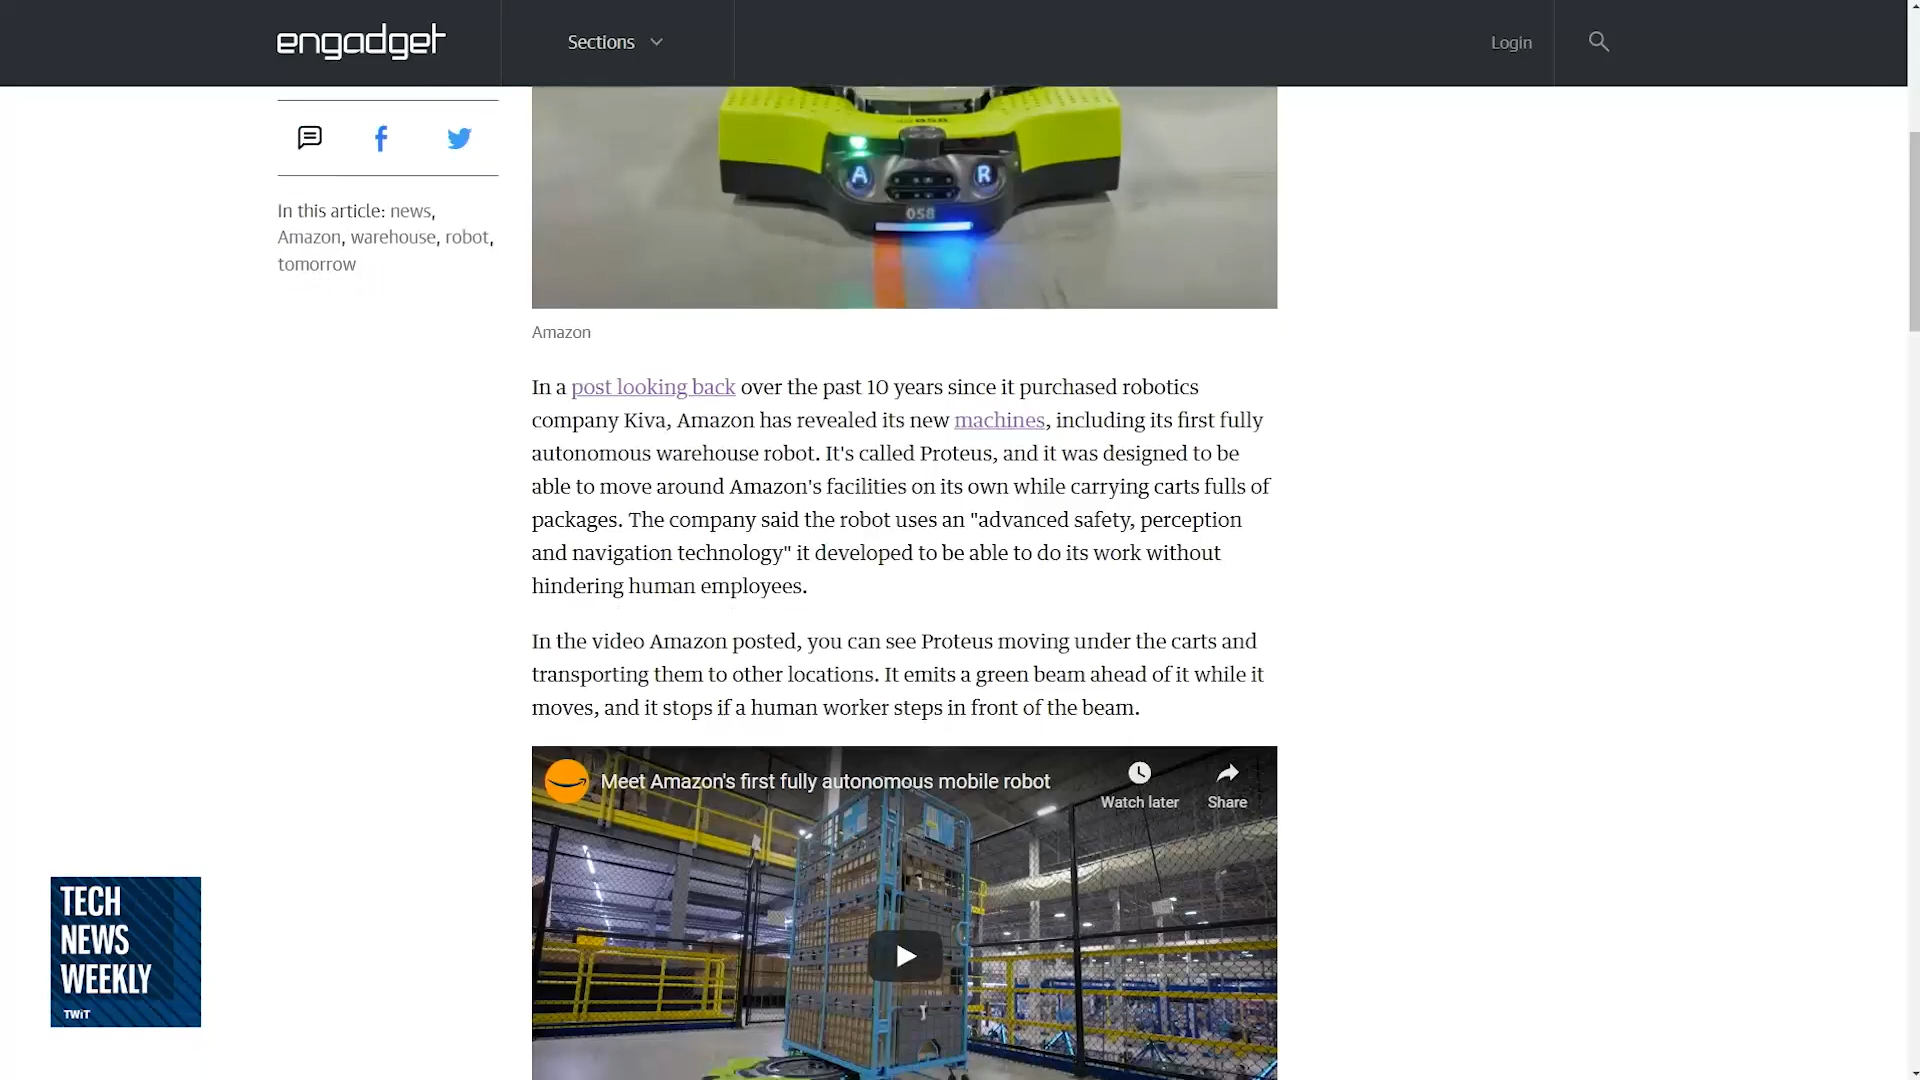 engadget
Sections
Login
In this article: news,
Amazon, warehouse, robot,
tomorrow
A R
058
Amazon
In a post looking back over the past 10 years since it purchased robotics
company Kiva, Amazon has revealed its new machines, including its first fully
autonomous warehouse robot. It's called Proteus, and it was designed to be
able to move around Amazon's facilities on its own while carrying carts fulls of
packages. The company said the robot uses an "advanced safety, perception
and navigation technology" it developed to be able to do its work without
hindering human employees.
In the video Amazon posted, you can see Proteus moving under the carts and
transporting them to other locations. It emits a green beam ahead of it while it
moves, and it stops if a human worker steps in front of the beam.
Meet Amazon's first fully autonomous mobile robot
Watch later
Share
TECH
NEWS
WEEKLY
TWiT